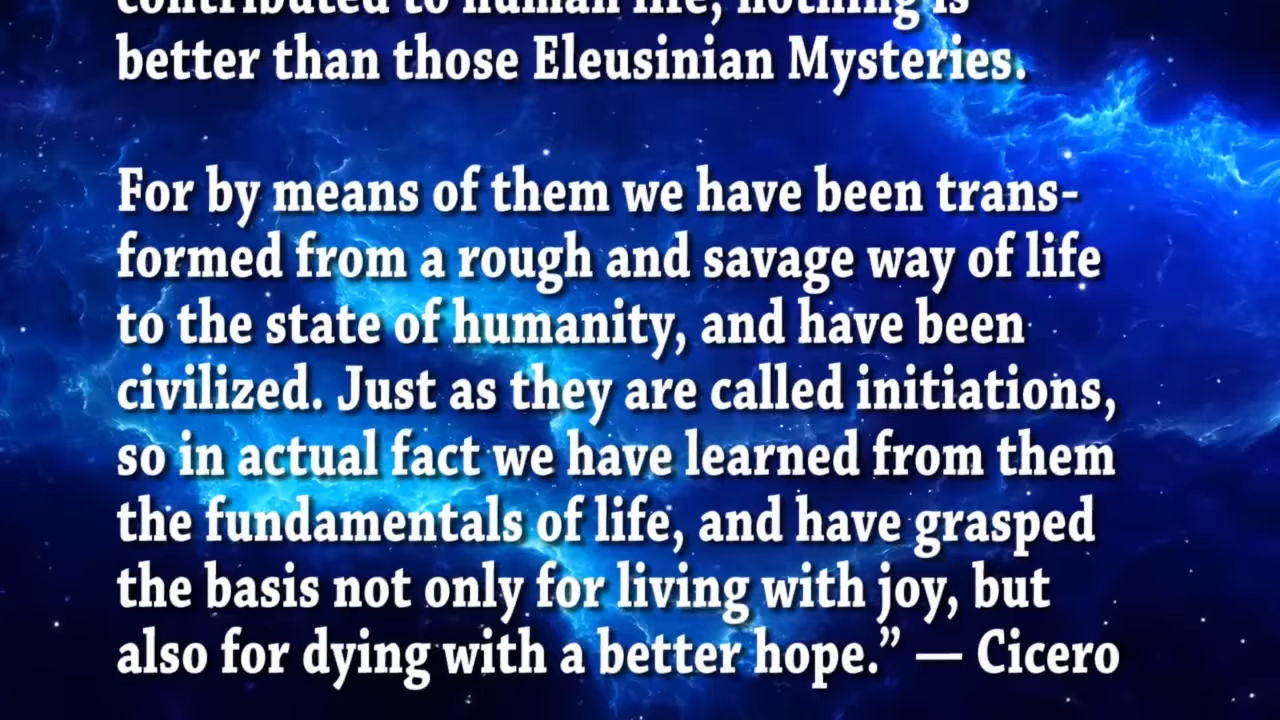 contributed to human life, nothing is
better than those Eleusinian Mysteries.
For by means of them we have been trans-
formed from a rough and savage way of life
to the state of humanity, and have been
civilized. Just as they are called initiations,
so in actual fact we have learned from them
the fundamentals of life, and have grasped
the basis not only for living with joy, but
also for dying with a better hope.” — Cicero